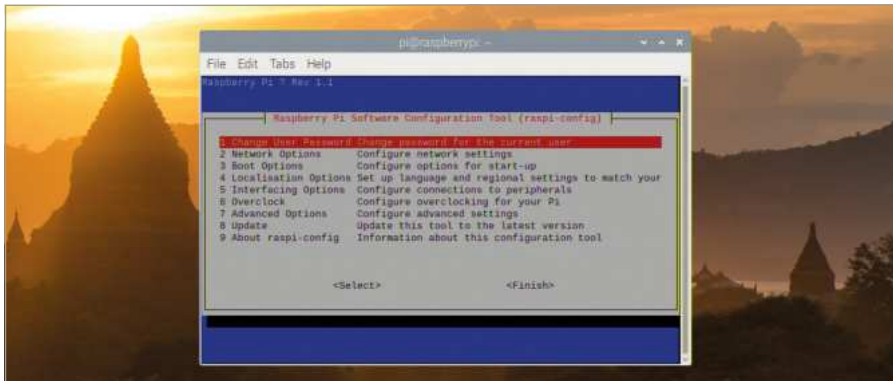 pi@raspberrypi: ~
File Edit Tabs Help
Raspberry Pi ? Rev 1.1
Raspberry Pi Software Configuration Tool (raspi-config)
1 Change User Password Change password for the current user
2 Network Options Configure network settings
3 Boot Options Configure options for start-up
4 Localisation Options Set up language and regional settings to match your
5 Interfacing Options Configure connections to peripherals
6 Overclock Configure overclocking for your Pi
7 Advanced Options Configure advanced settings
8 Update Update this tool to the latest version
9 About raspi-config Information about this configuration tool
<Select> <Finish>